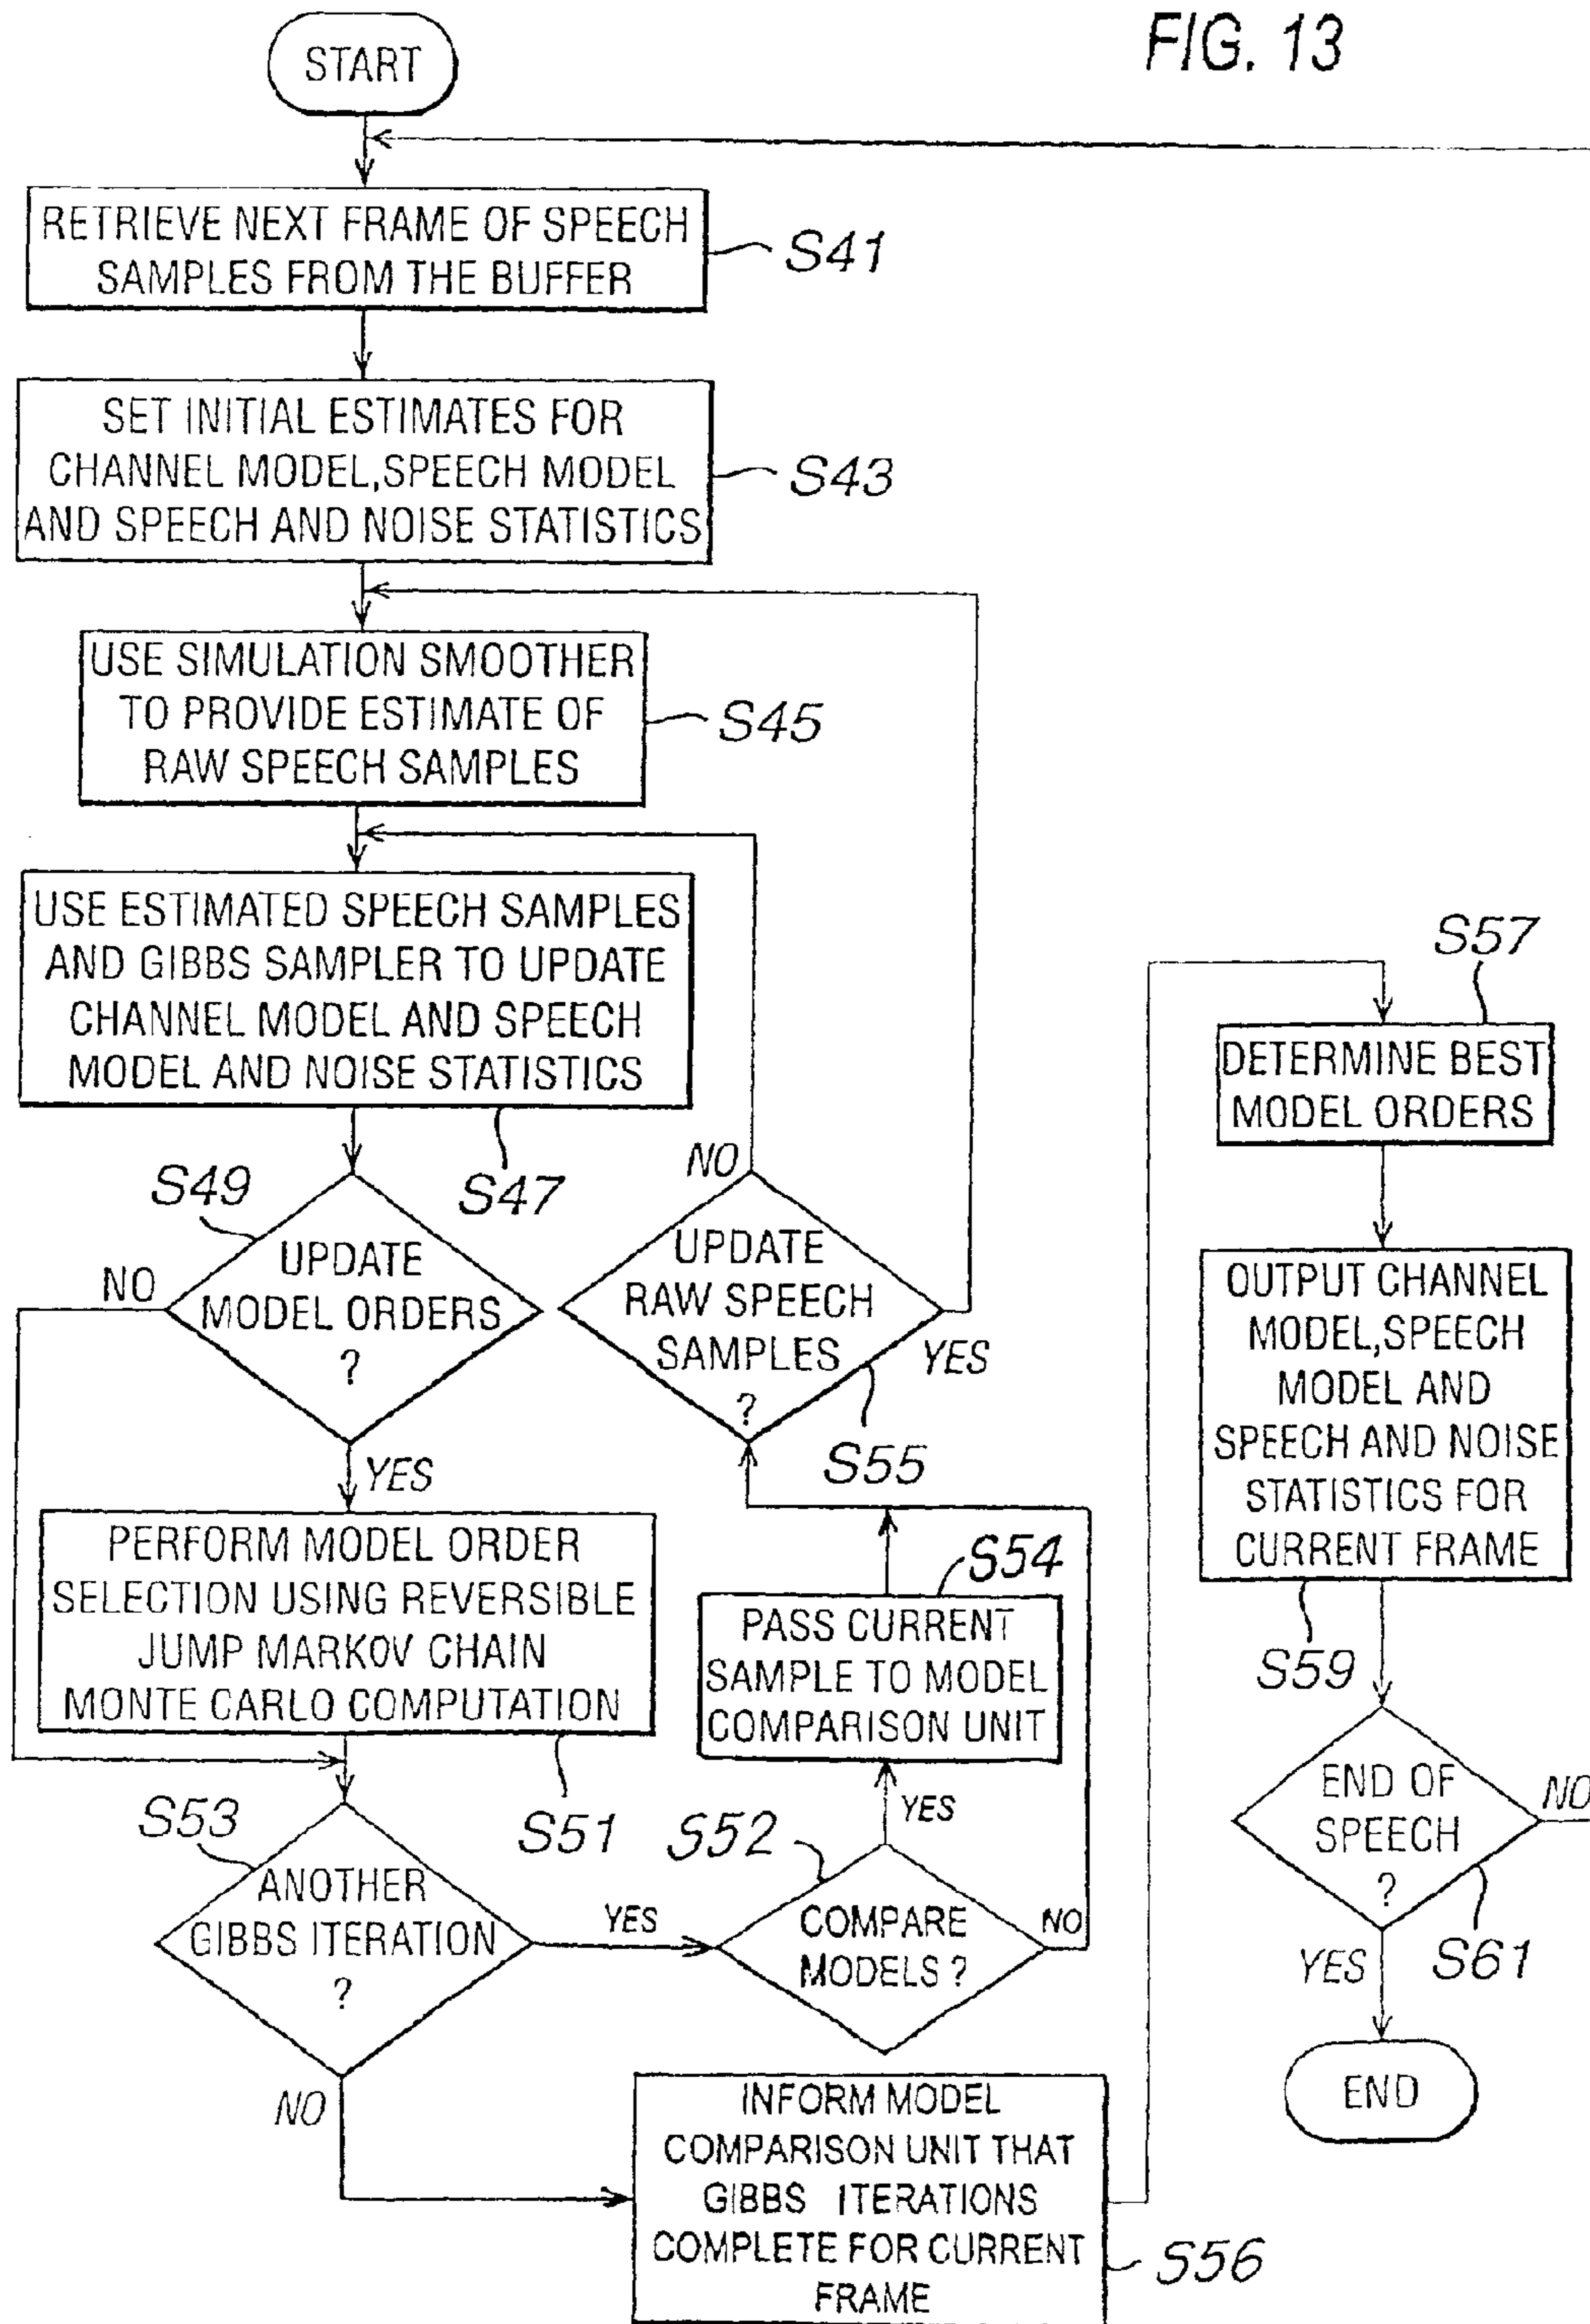 FIG. 13
START
RETRIEVE NEXT FRAME OF SPEECH
SAMPLES FROM THE BUFFER
S41
SET INITIAL ESTIMATES FOR
CHANNEL MODEL,SPEECH MODEL
AND SPEECH AND NOISE STATISTICS
S43
USE SIMULATION SMOOTHER
TO PROVIDE ESTIMATE OF
RAW SPEECH SAMPLES
S45
USE ESTIMATED SPEECH SAMPLES
AND GIBBS SAMPLER TO UPDATE
CHANNEL MODEL AND SPEECH
MODEL AND NOISE STATISTICS
S47
S49
UPDATE
MODEL ORDERS
?
NO
YES
PERFORM MODEL ORDER
SELECTION USING REVERSIBLE
JUMP MARKOV CHAIN
MONTE CARLO COMPUTATION
S51
S53
ANOTHER
GIBBS ITERATION
?
YES
NO
S52
COMPARE
MODELS ?
YES
NO
S54
PASS CURRENT
SAMPLE TO MODEL
COMPARISON UNIT
UPDATE
RAW SPEECH
SAMPLES
?
NO
YES
S55
INFORM MODEL
COMPARISON UNIT THAT
GIBBS ITERATIONS
COMPLETE FOR CURRENT
FRAME
S56
S57
DETERMINE BEST
MODEL ORDERS
OUTPUT CHANNEL
MODEL,SPEECH
MODEL AND
SPEECH AND NOISE
STATISTICS FOR
CURRENT FRAME
S59
END OF
SPEECH
?
NO
YES
S61
END